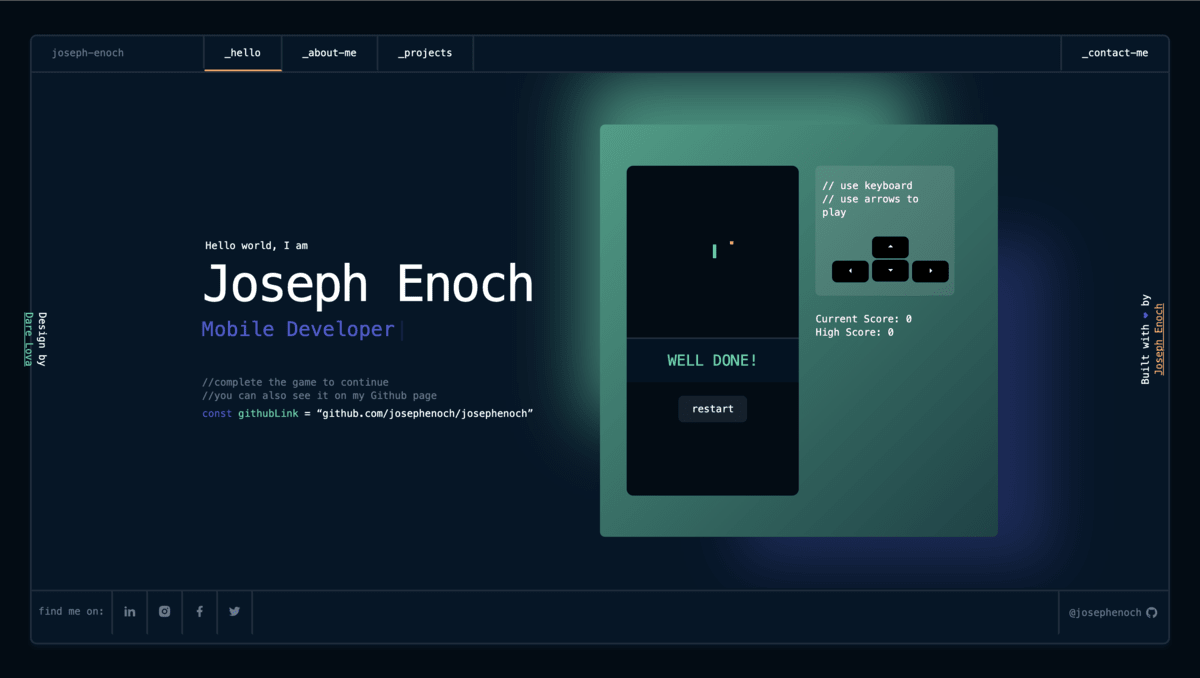 joseph-enoch
_hello
_about-me
_projects
_contact-me
Hello world, I am
Joseph Enoch
Mobile Developer
//complete the game to continue
//you can also see it on my Github page
const githubLink = “github.com/josephenoch/josephenoch”
WELL DONE!
restart
// use keyboard
// use arrows to
play
Current Score: 0
High Score: 0
Design by
Dare Lova
Built with ♥ by
Joseph Enoch
find me on:
@josephenoch